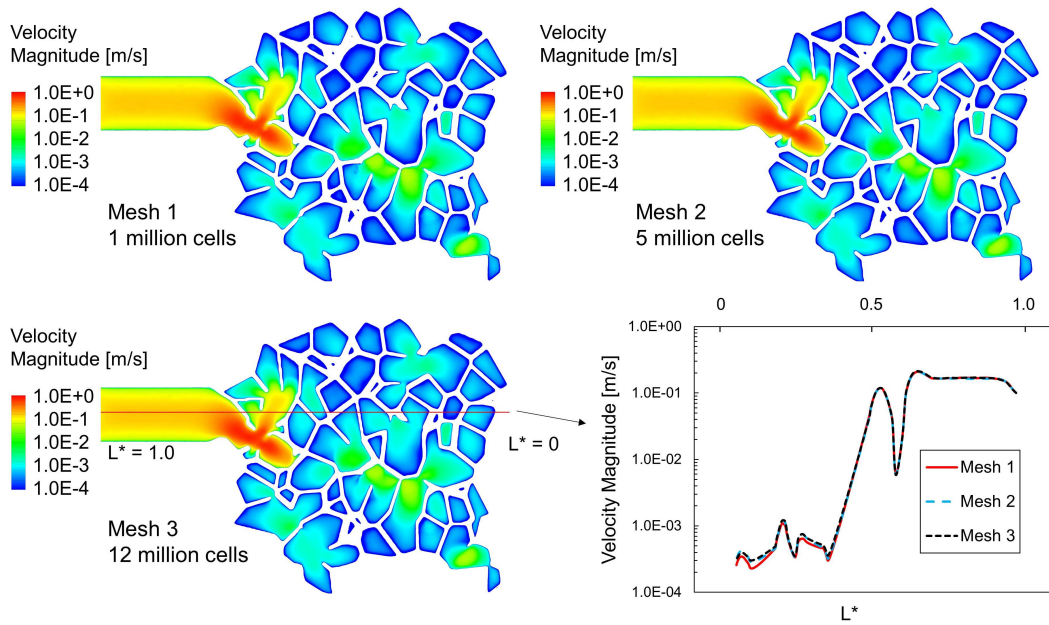 Velocity
Magnitude [m/s]
1.0E+0
1.0E-1
1.0E-2
1.0E-3
1.0E-4
Mesh 1
1 million cells
Velocity
Magnitude [m/s]
1.0E+0
1.0E-1
1.0E-2
1.0E-3
1.0E-4
Mesh 2
5 million cells
Velocity
Magnitude [m/s]
1.0E+0
1.0E-1
1.0E-2
1.0E-3
1.0E-4
L* = 1.0
L* = 0
Mesh 3
12 million cells
0 0.5 1.0
1.0E+00
1.0E-01
1.0E-02
1.0E-03
1.0E-04
Velocity Magnitude [m/s]
Mesh 1
Mesh 2
Mesh 3
L*